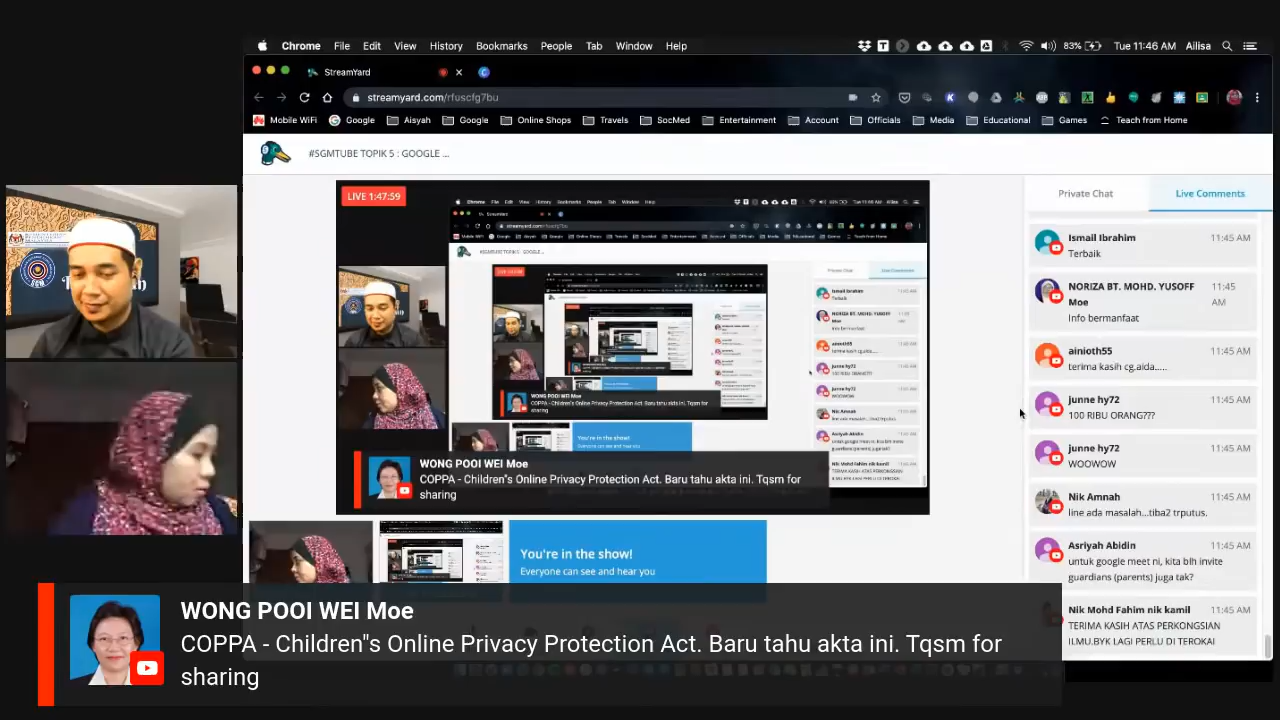 Chrome File Edit View History Bookmarks People Tab Window Help
83% Tue 11:46 AM Ailisa
StreamYard
streamyard.com/rfuscfg7bu
Mobile WiFi Google Aisyah Google Online Shops Travels SocMed Entertainment Account Officials Media Educational Games Teach from Home
#SGMTUBE TOPIK 5 : GOOGLE ...
Private Chat Live Comments
LIVE 1:47:59
Ismail Ibrahim 11:45 AM
Terbaik
NORIZA BT. MOHD. YUSOFF 11:45
Moe AM
Info bermanfaat
ainioth55 11:45 AM
terima kasih cg,aida......
Junne hy72 11:45 AM
100 RIBU ORANG???
Junne hy72 11:45 AM
WOOWOW
Nik Amnah 11:45 AM
line ada masalah...tiba2 trputus.
Asriyah Abidin 11:45 AM
untuk google meet ni, kita blh invite
guardians (parents) juga tak?
Nik Mohd Fahim nik kamil 11:45 AM
TERIMA KASIH ATAS PERKONGSIAN
ILMU.BYK LAGI PERLU DI TEROKAI
WONG POOI WEI Moe
COPPA - Children"s Online Privacy Protection Act. Baru tahu akta ini. Tqsm for
sharing
You're in the show!
Everyone can see and hear you
WONG POOI WEI Moe
COPPA - Children"s Online Privacy Protection Act. Baru tahu akta ini. Tqsm for
sharing